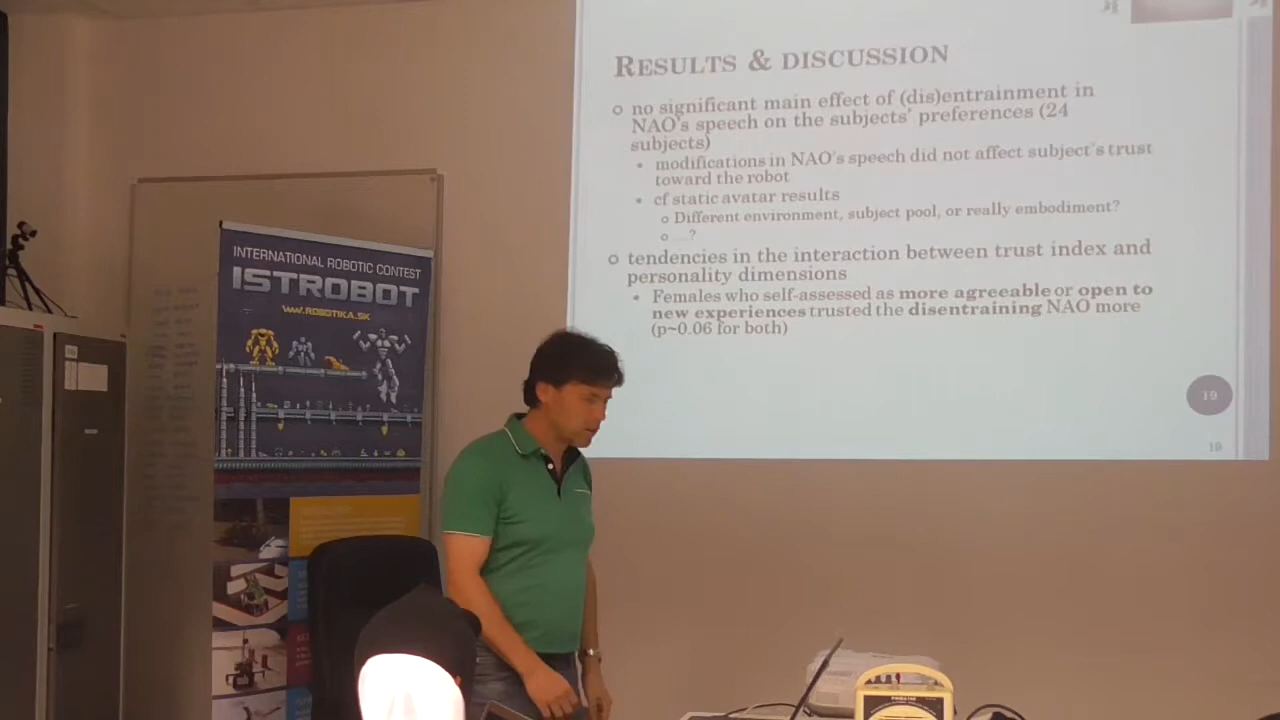 RESULTS & DISCUSSION
no significant main effect of (dis)entrainment in
NAO's speech on the subjects' preferences (24
subjects)
modifications in NAO's speech did not affect subject's trust
toward the robot
cf static avatar results
Different environment, subject pool, or really embodiment?
...?
tendencies in the interaction between trust index and
personality dimensions
Females who self-assessed as more agreeable or open to
new experiences trusted the disentraining NAO more
(p~0.06 for both)
19
19
INTERNATIONAL ROBOTIC CONTEST
ISTROBOT
WWW.ROBOTIKA.SK